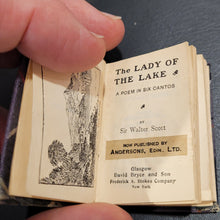 The LADY OF
THE LAKE
A POEM IN SIX CANTOS
BY
Sir Walter Scott
NOW PUBLISHED BY
ANDERSONS, EDIN., LTD.
Glasgow
David Bryce and Son
Frederick A. Stokes Company
New York